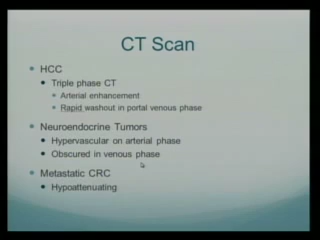 CT Scan
HCC
Triple phase CT
Arterial enhancement
Rapid washout in portal venous phase
Neuroendocrine Tumors
Hypervascular on arterial phase
Obscured in venous phase
Metastatic CRC
Hypoattenuating